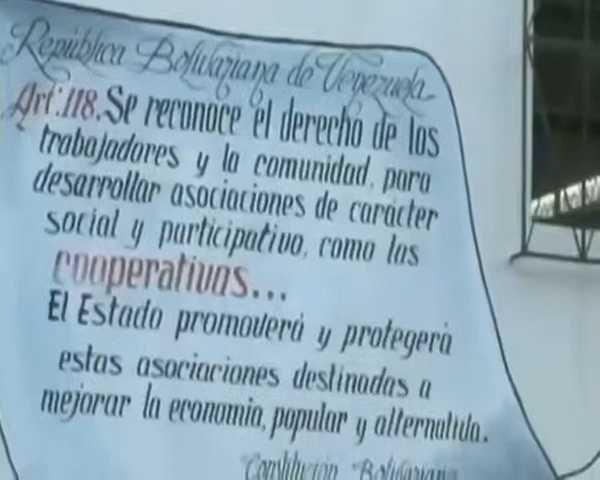 República Bolivariana de Venezuela
Art. 118. Se reconoce el derecho de los
trabajadores y la comunidad, para
desarrollar asociaciones de carácter
social y participativo, como las
cooperativas...
El Estado promoverá y protegerá
estas asociaciones destinadas a
mejorar la economia, popular y alternativa.
Constitución Bolivariana